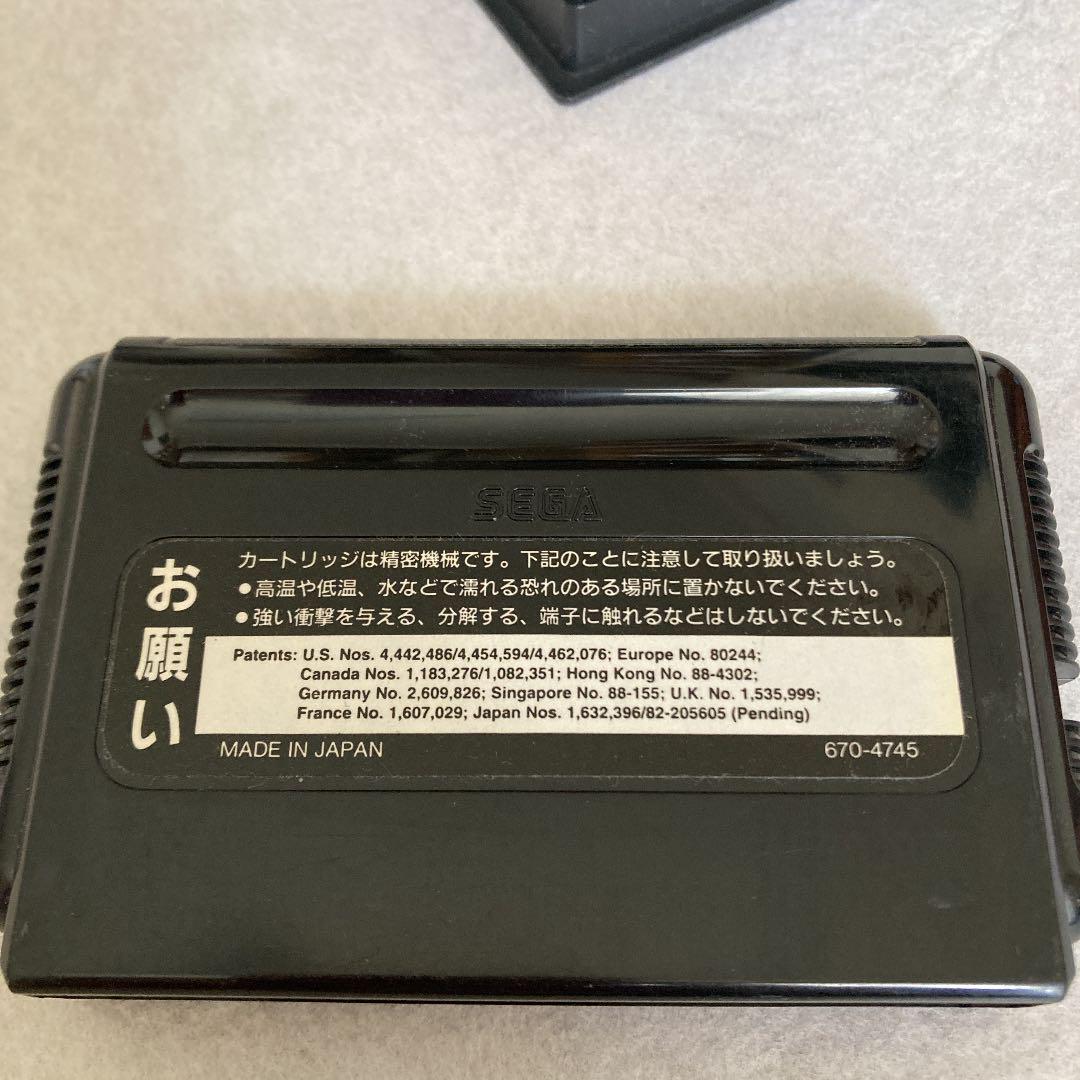 SEGA
お願い
カートリッジは精密機械です。下記のことに注意して取り扱いましょう。
●高温や低温、水などで濡れる恐れのある場所に置かないでください。
●強い衝撃を与える、分解する、端子に触れるなどはしないでください。
Patents: U.S. Nos. 4,442,486/4,454,594/4,462,076; Europe No. 80244;
Canada Nos. 1,183,276/1,082,351; Hong Kong No. 88-4302;
Germany No. 2,609,826; Singapore No. 88-155; U.K. No. 1,535,999;
France No. 1,607,029; Japan Nos. 1,632,396/82-205605 (Pending)
MADE IN JAPAN
670-4745